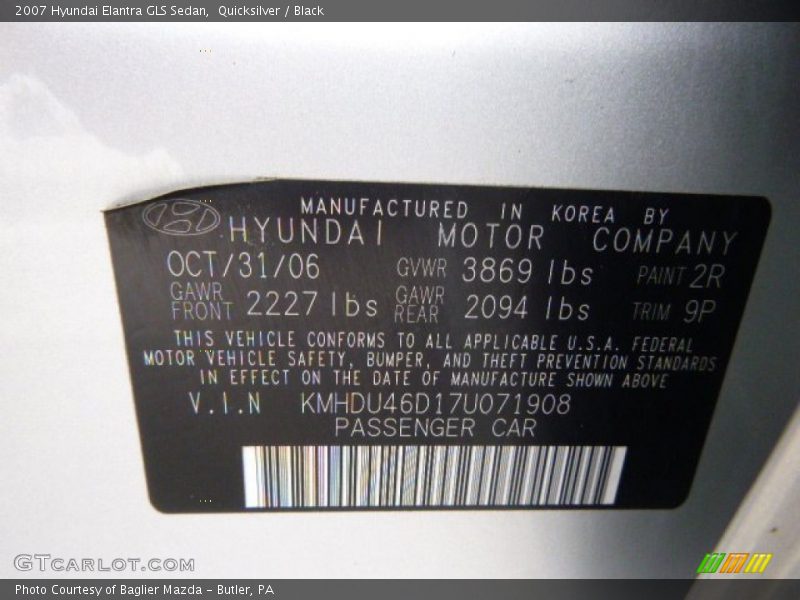 2007 Hyundai Elantra GLS Sedan,  Quicksilver / Black
MANUFACTURED IN KOREA BY
HYUNDAI MOTOR COMPANY
OCT/31/06 GVWR 3869 lbs PAINT 2R
GAWR FRONT 2227 lbs GAWR REAR 2094 lbs TRIM 9P
THIS VEHICLE CONFORMS TO ALL APPLICABLE U.S.A. FEDERAL
MOTOR VEHICLE SAFETY, BUMPER, AND THEFT PREVENTION STANDARDS
IN EFFECT ON THE DATE OF MANUFACTURE SHOWN ABOVE
V.I.N KMHDU46D17U071908
PASSENGER CAR
GTCARLOT.COM
Photo Courtesy of Baglier Mazda - Butler, PA